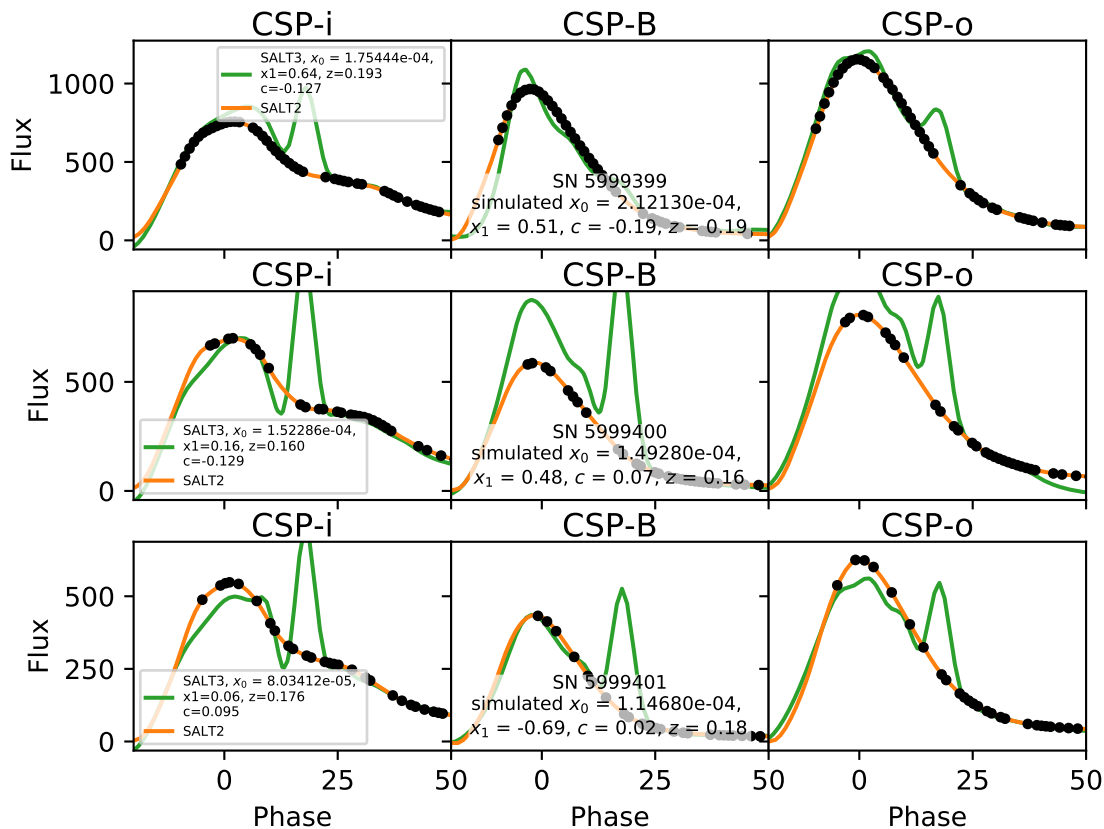 CSP-i
CSP-B
CSP-o
Flux
1000
500
0
SALT3, x₀ = 1.75444e-04,
x1=0.64, z=0.193
c=-0.127
SALT2
SN 5999399
simulated x₀ = 2.12130e-04,
x₁ = 0.51, c = -0.19, z = 0.19
CSP-i
CSP-B
CSP-o
Flux
500
0
SALT3, x₀ = 1.52286e-04,
x1=0.16, z=0.160
c=-0.129
SALT2
SN 5999400
simulated x₀ = 1.49280e-04,
x₁ = 0.48, c = 0.07, z = 0.16
CSP-i
CSP-B
CSP-o
Flux
500
250
0
SALT3, x₀ = 8.03412e-05,
x1=0.06, z=0.176
c=0.095
SALT2
SN 5999401
simulated x₀ = 1.14680e-04,
x₁ = -0.69, c = 0.02, z = 0.18
0 25 50 0 25 50 0 25 50
Phase
Phase
Phase